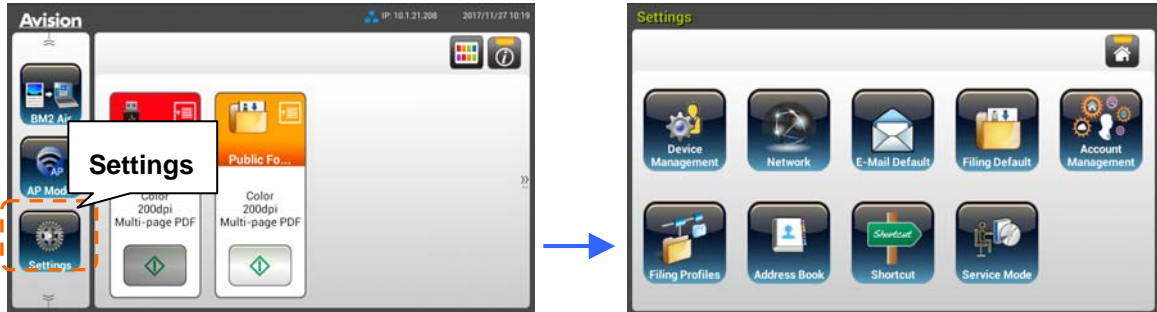 Avision
IP: 10.1.21.208
2017/11/27 10:19
BM2 Air
AP Mod
Settings
Settings
Public Fo...
Color
200dpi
Multi-page PDF
Color
200dpi
Multi-page PDF
Settings
Device
Management
Network
E-Mail Default
Filing Default
Account
Management
Filing Profiles
Address Book
Shortcut
Shortcut
Service Mode